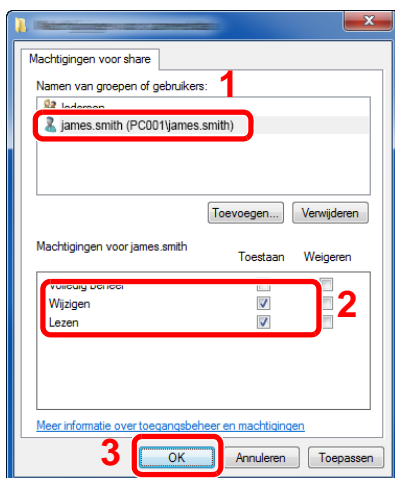 Machtigingen voor share
Namen van groepen of gebruikers:
1
Iedereen
james.smith (PC001\james.smith)
Toevoegen... Verwijderen
Machtigingen voor james.smith Toestaan Weigeren
Volledig beheer
Wijzigen
Lezen
2
Meer informatie over toegangsbeheer en machtigingen
3
OK Annuleren Toepassen